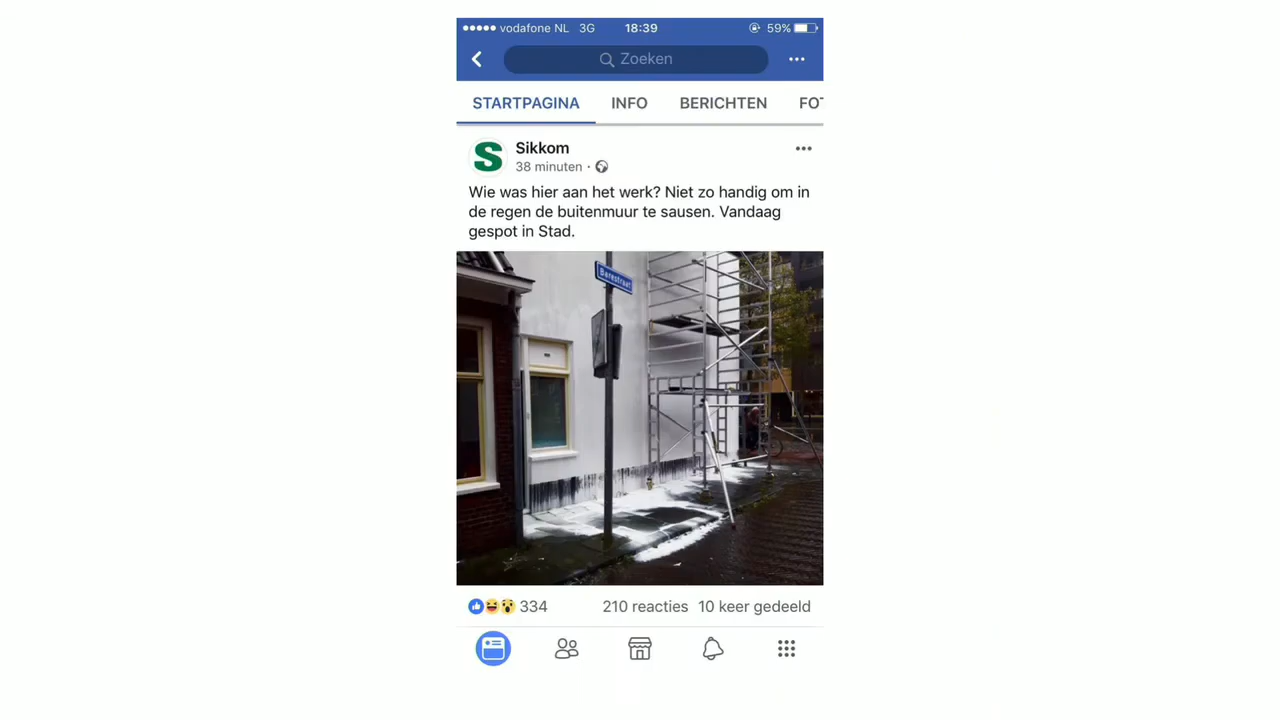 vodafone NL 3G 18:39 59%
Zoeken
STARTPAGINA INFO BERICHTEN FOT
S Sikkom
38 minuten ·
Wie was hier aan het werk? Niet zo handig om in
de regen de buitenmuur te sausen. Vandaag
gespot in Stad.
334 210 reacties 10 keer gedeeld